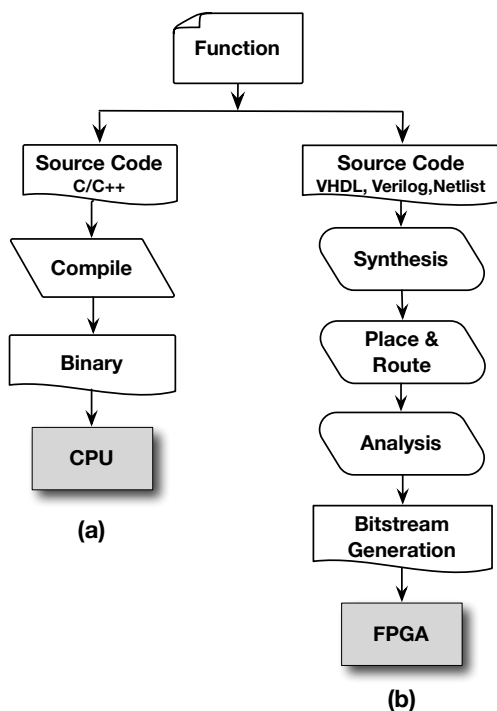 Function
Source Code
C/C++
Compile
Binary
CPU
(a)
Source Code
VHDL, Verilog,Netlist
Synthesis
Place &
Route
Analysis
Bitstream
Generation
FPGA
(b)